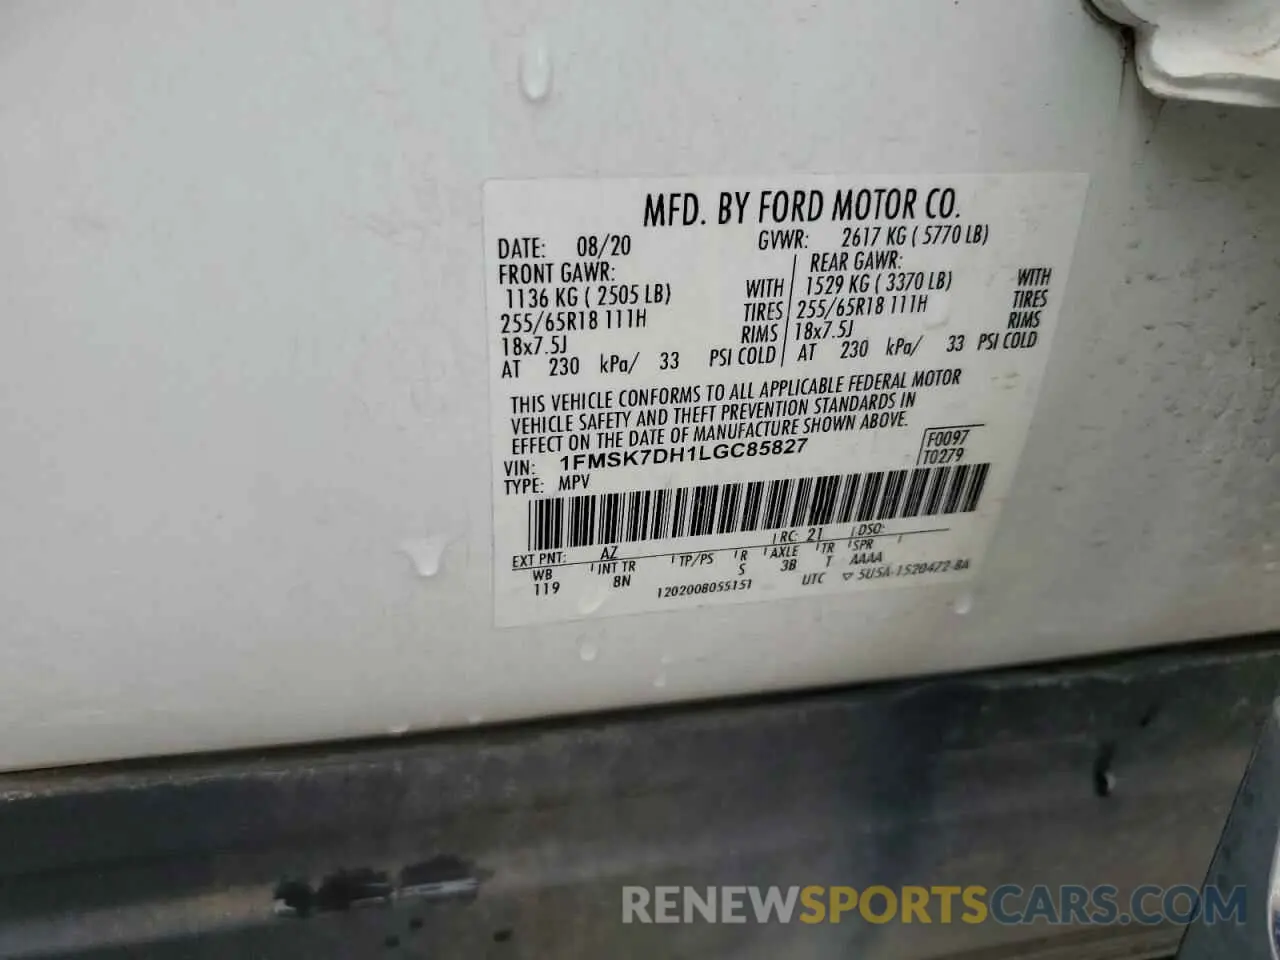 MFD. BY FORD MOTOR CO.
DATE: 08/20 GVWR: 2617 KG ( 5770 LB)
FRONT GAWR: REAR GAWR:
1136 KG ( 2505 LB) WITH 1529 KG ( 3370 LB) WITH
255/65R18 111H TIRES 255/65R18 111H TIRES
18x7.5J RIMS 18x7.5J RIMS
AT 230 kPa/ 33 PSI COLD AT 230 kPa/ 33 PSI COLD
THIS VEHICLE CONFORMS TO ALL APPLICABLE FEDERAL MOTOR
VEHICLE SAFETY AND THEFT PREVENTION STANDARDS IN
EFFECT ON THE DATE OF MANUFACTURE SHOWN ABOVE.
VIN: 1FMSK7DH1LGC85827 F0097
TYPE: MPV T0279
EXT PNT: AZ RC: 21 DSO:
WB INT TR TP/PS R AXLE TR SPR
119 8N S 3B T AAAA
1202008055151 UTC ▽ 5U5A-1520472-BA
RENEWSPORTSCARS.COM